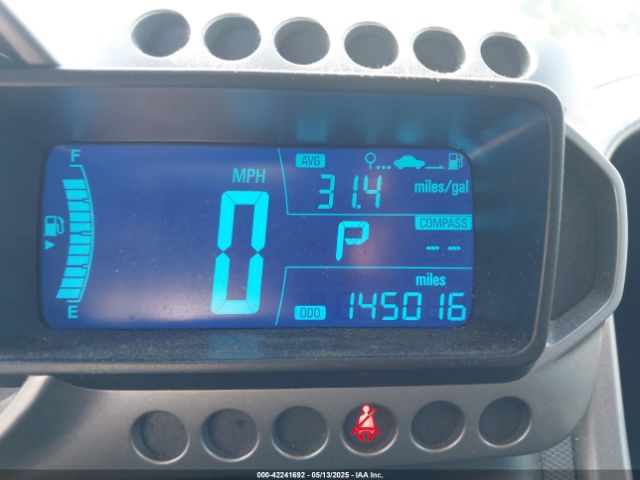 F
MPH
0
E
AVG
31.4 miles/gal
P
COMPASS
--
miles
ODO 145016
000-42241692 - 05/13/2025 - IAA Inc.